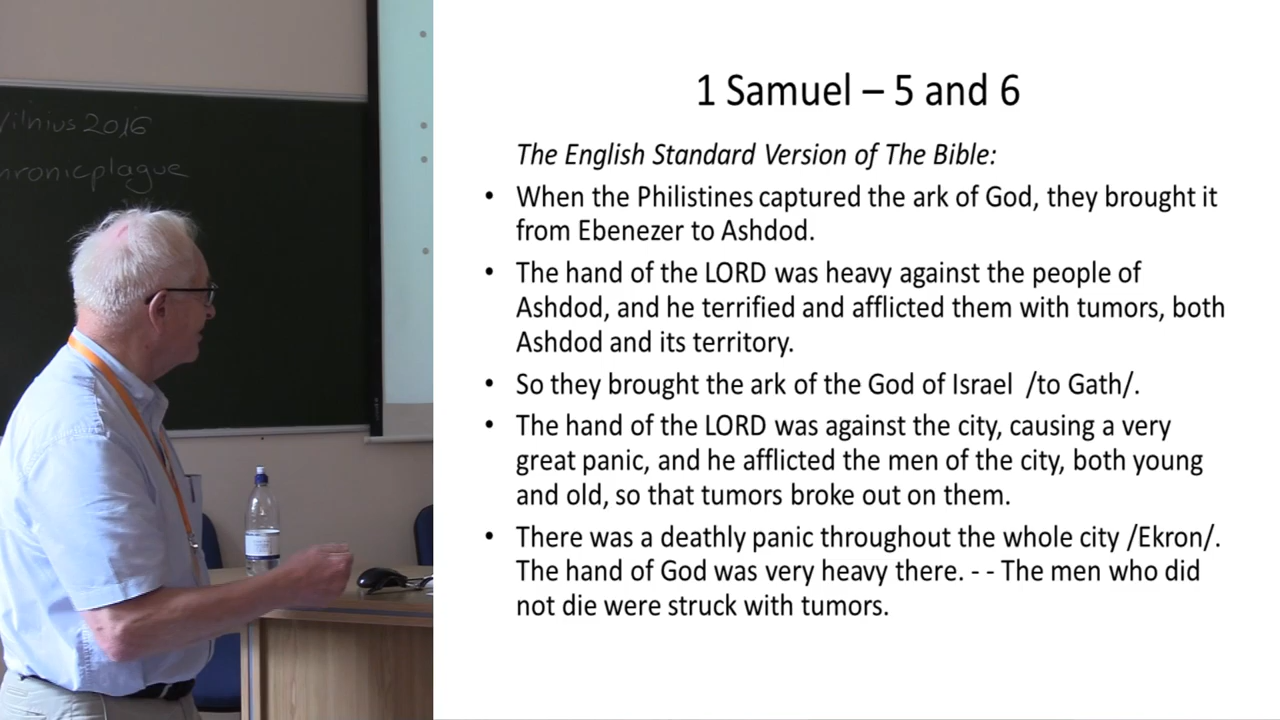 Vilnius 2016
hronic plague
1 Samuel – 5 and 6
The English Standard Version of The Bible:
• When the Philistines captured the ark of God, they brought it
from Ebenezer to Ashdod.
• The hand of the LORD was heavy against the people of
Ashdod, and he terrified and afflicted them with tumors, both
Ashdod and its territory.
• So they brought the ark of the God of Israel /to Gath/.
• The hand of the LORD was against the city, causing a very
great panic, and he afflicted the men of the city, both young
and old, so that tumors broke out on them.
• There was a deathly panic throughout the whole city /Ekron/.
The hand of God was very heavy there. - - The men who did
not die were struck with tumors.